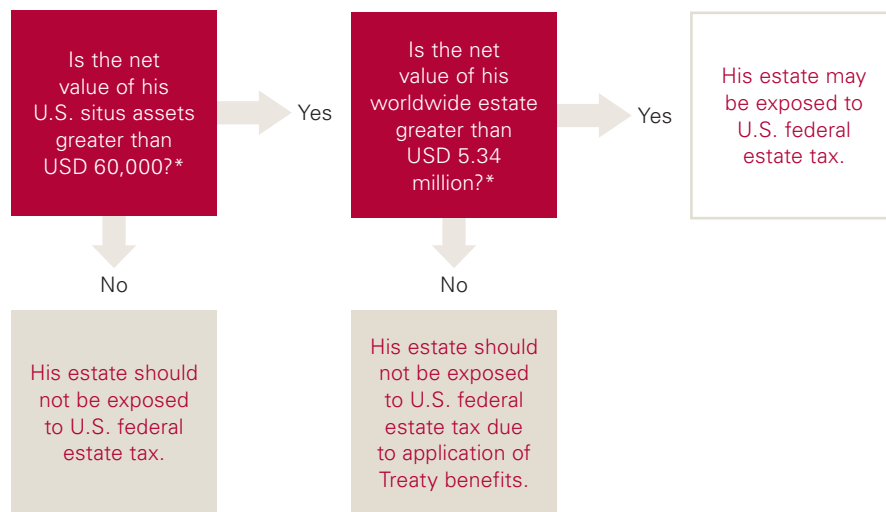 Is the net
value of his
U.S. situs assets
greater than
USD 60,000?*
Yes
Is the net
value of his
worldwide estate
greater than
USD 5.34
million?*
Yes
His estate may
be exposed to
U.S. federal
estate tax.
No
No
His estate should
not be exposed
to U.S. federal
estate tax.
His estate should
not be exposed
to U.S. federal
estate tax due
to application of
Treaty benefits.